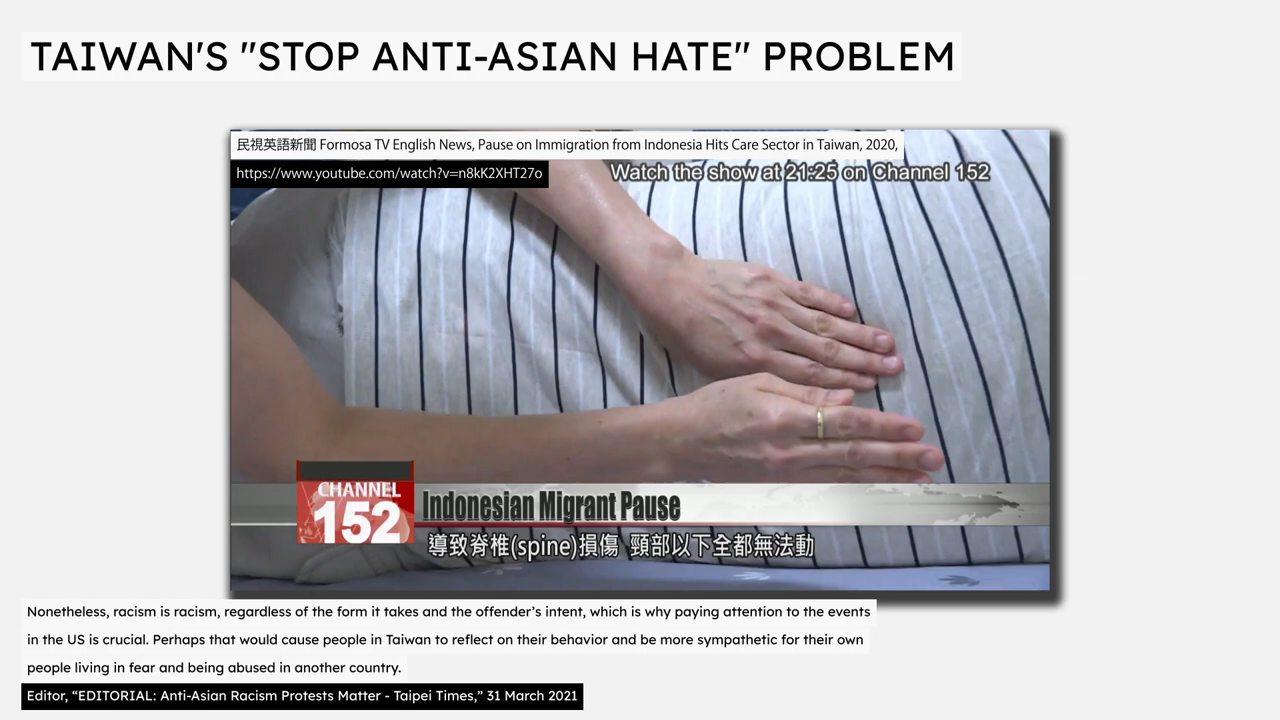 TAIWAN'S "STOP ANTI-ASIAN HATE" PROBLEM
民視英語新聞 Formosa TV English News, Pause on Immigration from Indonesia Hits Care Sector in Taiwan, 2020,
https://www.youtube.com/watch?v=n8kK2XHT27o
Watch the show at 21:25 on Channel 152
CHANNEL
152
Indonesian Migrant Pause
導致脊椎(spine)損傷 頸部以下全都無法動
Nonetheless, racism is racism, regardless of the form it takes and the offender’s intent, which is why paying attention to the events
in the US is crucial. Perhaps that would cause people in Taiwan to reflect on their behavior and be more sympathetic for their own
people living in fear and being abused in another country.
Editor, “EDITORIAL: Anti-Asian Racism Protests Matter - Taipei Times,” 31 March 2021